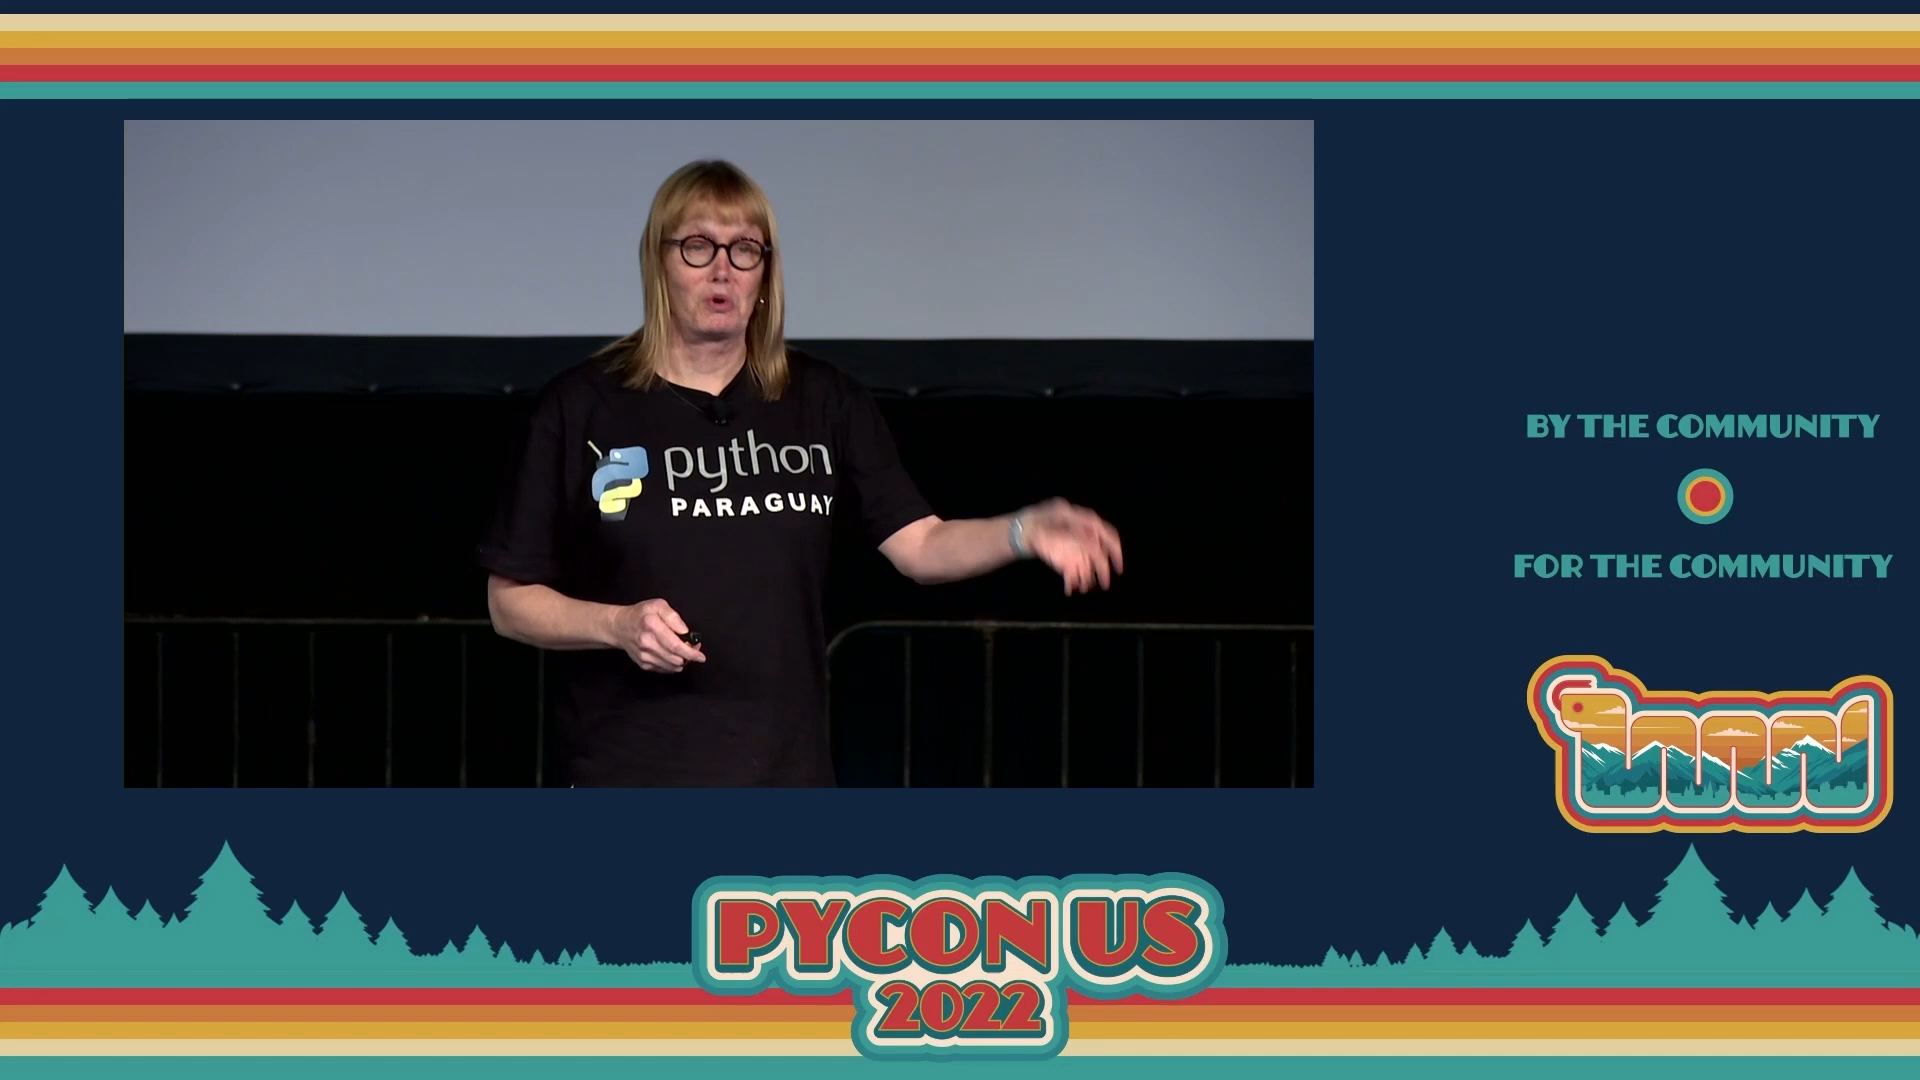 python
PARAGUAY
BY THE COMMUNITY
FOR THE COMMUNITY
PYCON US
2022